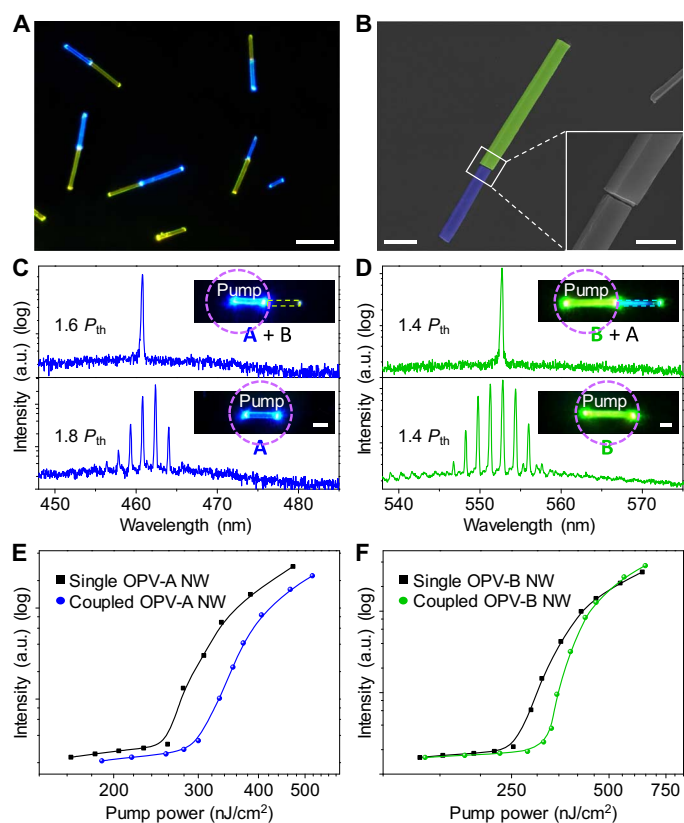 A
B
C
Pump
1.6 Pth
A + B
Pump
1.8 Pth
A
Intensity (a.u.) (log)
450 460 470 480
Wavelength (nm)
D
Pump
1.4 Pth
B + A
Pump
1.4 Pth
B
Intensity (a.u.) (log)
540 550 560 570
Wavelength (nm)
E
Single OPV-A NW
Coupled OPV-A NW
Intensity (a.u.) (log)
200 300 400 500
Pump power (nJ/cm²)
F
Single OPV-B NW
Coupled OPV-B NW
Intensity (a.u.) (log)
250 500 750
Pump power (nJ/cm²)